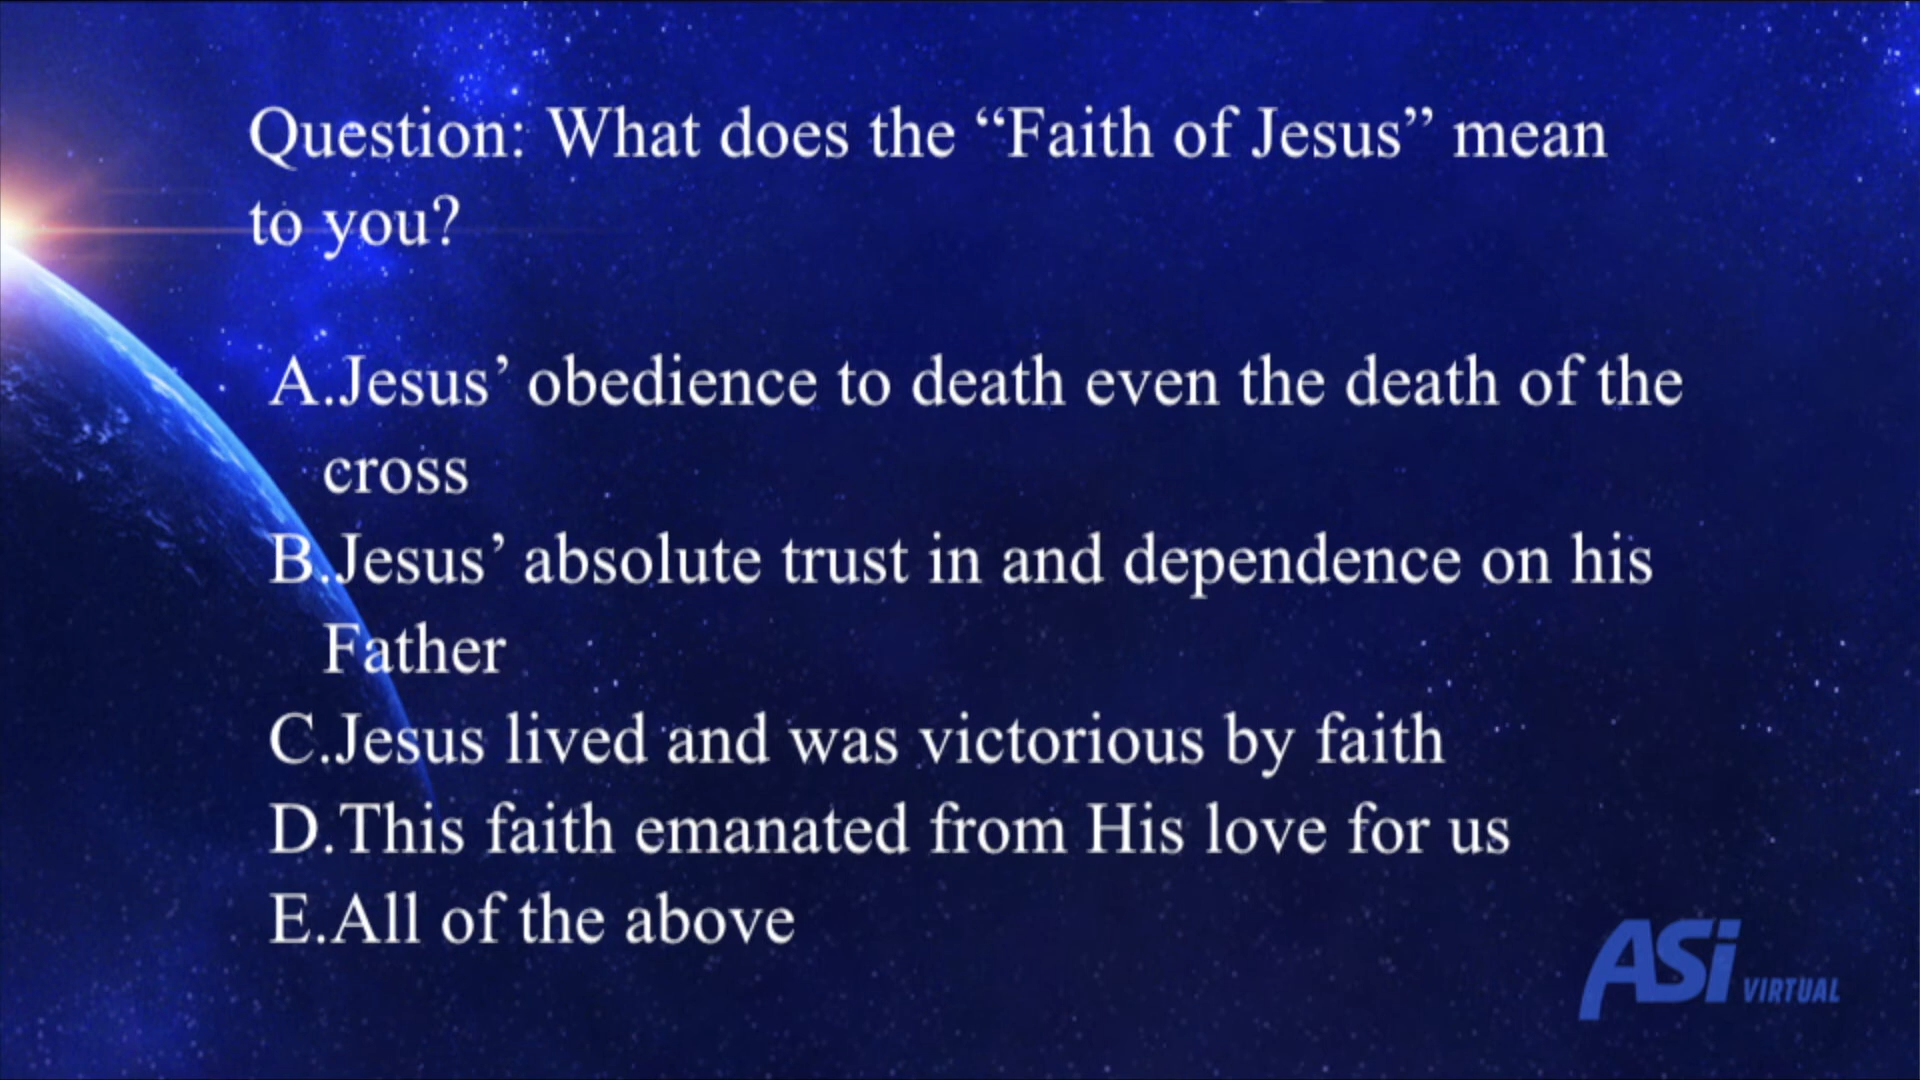 Question: What does the “Faith of Jesus” mean
to you?
A.Jesus’ obedience to death even the death of the
cross
B.Jesus’ absolute trust in and dependence on his
Father
C.Jesus lived and was victorious by faith
D.This faith emanated from His love for us
E.All of the above
ASi VIRTUAL